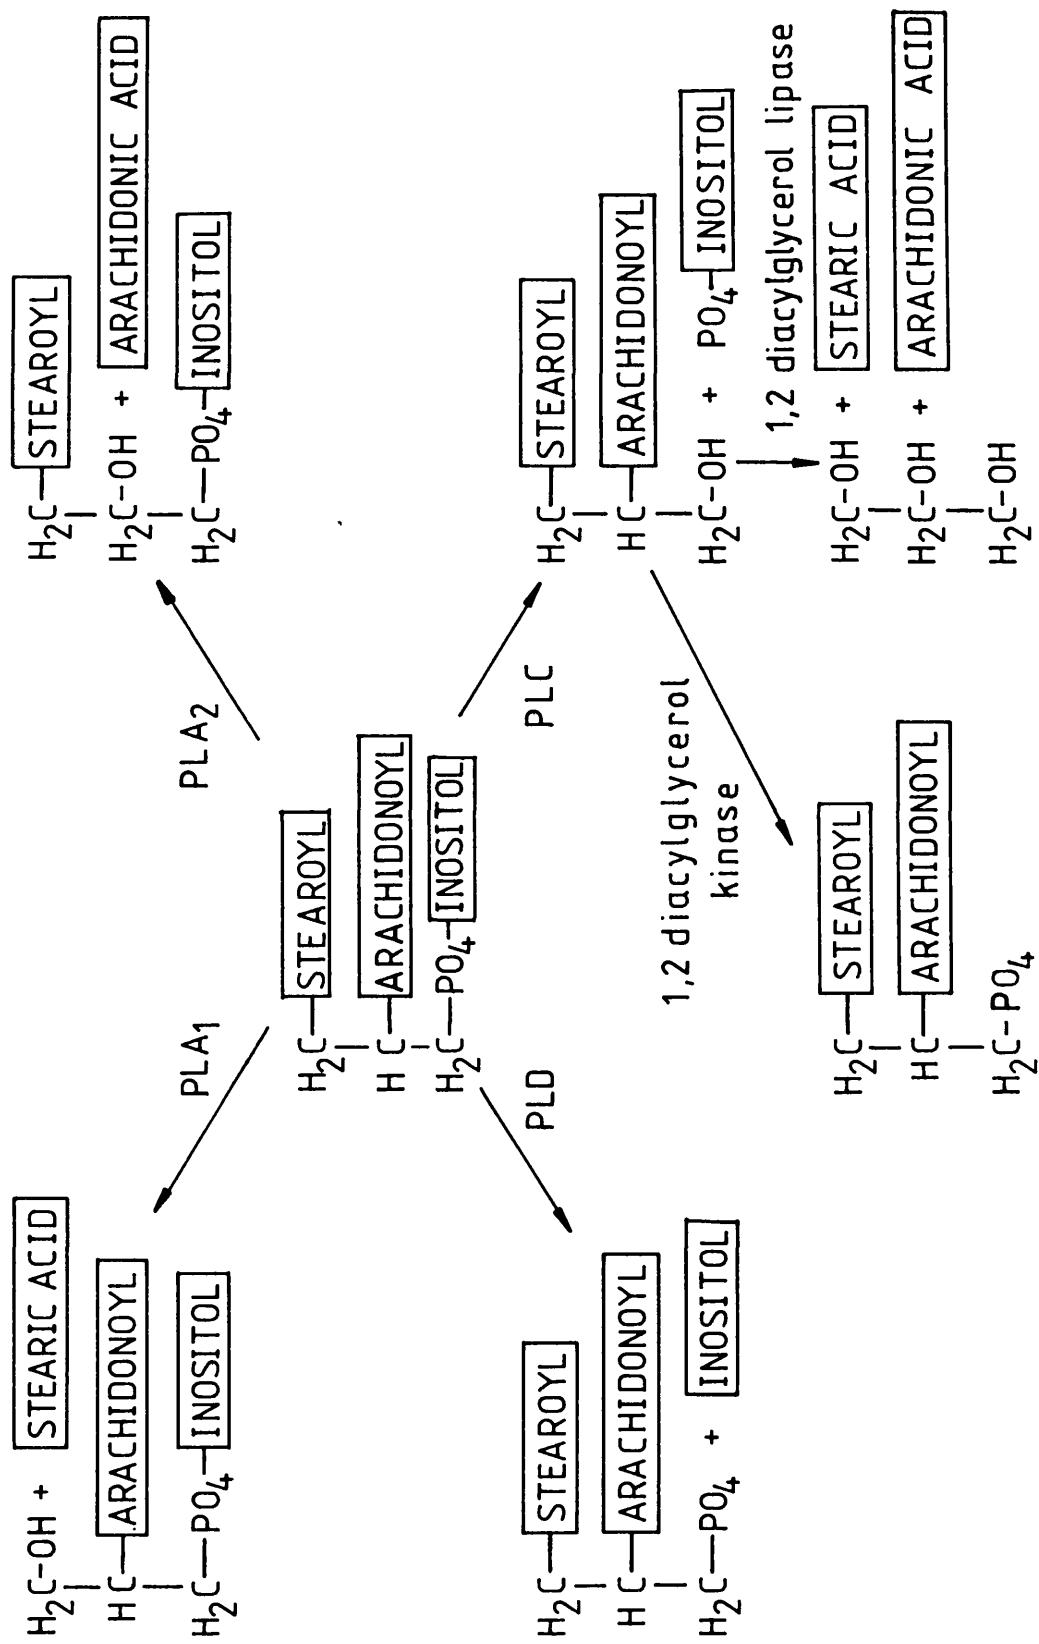 H₂C-OH + STEARIC ACID
HC—ARACHIDONOYL
H₂C—PO₄—INOSITOL
H₂C—STEAROYL
H₂C-OH + ARACHIDONIC ACID
H₂C—PO₄—INOSITOL
PLA₁
PLA₂
H₂C—STEAROYL
HC—ARACHIDONOYL
H₂C—PO₄—INOSITOL
PLD
PLC
H₂C—STEAROYL
HC—ARACHIDONOYL
H₂C—PO₄ + INOSITOL
H₂C—STEAROYL
HC—ARACHIDONOYL
H₂C-OH + PO₄—INOSITOL
1,2 diacylglycerol
kinase
1,2 diacylglycerol lipase
H₂C—STEAROYL
HC—ARACHIDONOYL
H₂C-PO₄
H₂C-OH + STEARIC ACID
H₂C-OH + ARACHIDONIC ACID
H₂C-OH